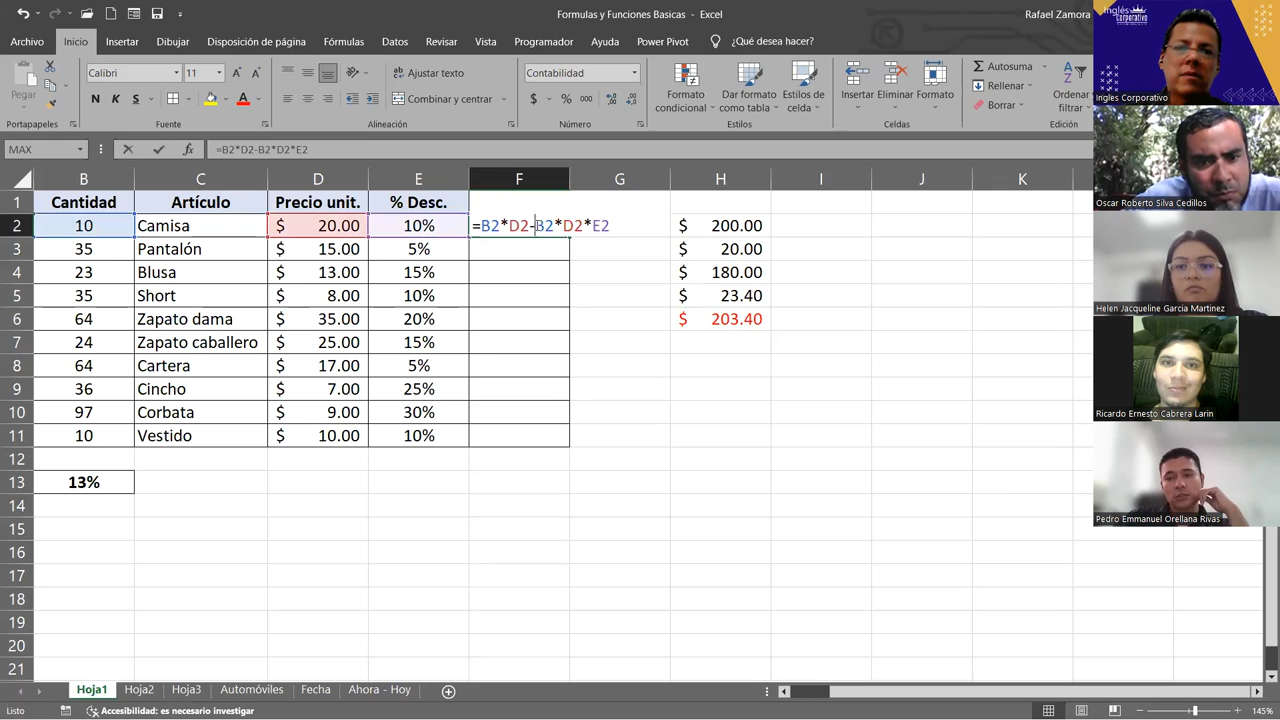 Formulas y Funciones Basicas - Excel
Rafael Zamora
Archivo Inicio Insertar Dibujar Disposición de página Fórmulas Datos Revisar Vista Programador Ayuda Power Pivot ¿Qué desea hacer?
Pegar
Calibri 11
N K S
Ajustar texto
Combinar y centrar
Contabilidad
$ % 000
Formato condicional
Dar formato como tabla
Estilos de celda
Insertar Eliminar Formato
Autosuma
Rellenar
Borrar
Ordenar
filtrar
Portapapeles Fuente Alineación Número Estilos Celdas Edición
MAX fx =B2*D2-B2*D2*E2
B C D E F G H I J K
1 Cantidad Artículo Precio unit. % Desc.
2 10 Camisa $ 20.00 10% =B2*D2-B2*D2*E2 $ 200.00
3 35 Pantalón $ 15.00 5% $ 20.00
4 23 Blusa $ 13.00 15% $ 180.00
5 35 Short $ 8.00 10% $ 23.40
6 64 Zapato dama $ 35.00 20% $ 203.40
7 24 Zapato caballero $ 25.00 15%
8 64 Cartera $ 17.00 5%
9 36 Cincho $ 7.00 25%
10 97 Corbata $ 9.00 30%
11 10 Vestido $ 10.00 10%
12
13 13%
14
15
16
17
18
19
20
21
Hoja1 Hoja2 Hoja3 Automóviles Fecha Ahora - Hoy
Listo Accesibilidad: es necesario investigar 145%
Inglés
Corporativo
Ingles Corporativo
Oscar Roberto Silva Cedillos
Helen Jacqueline Garcia Martinez
Ricardo Ernesto Cabrera Larin
Pedro Emmanuel Orellana Rivas